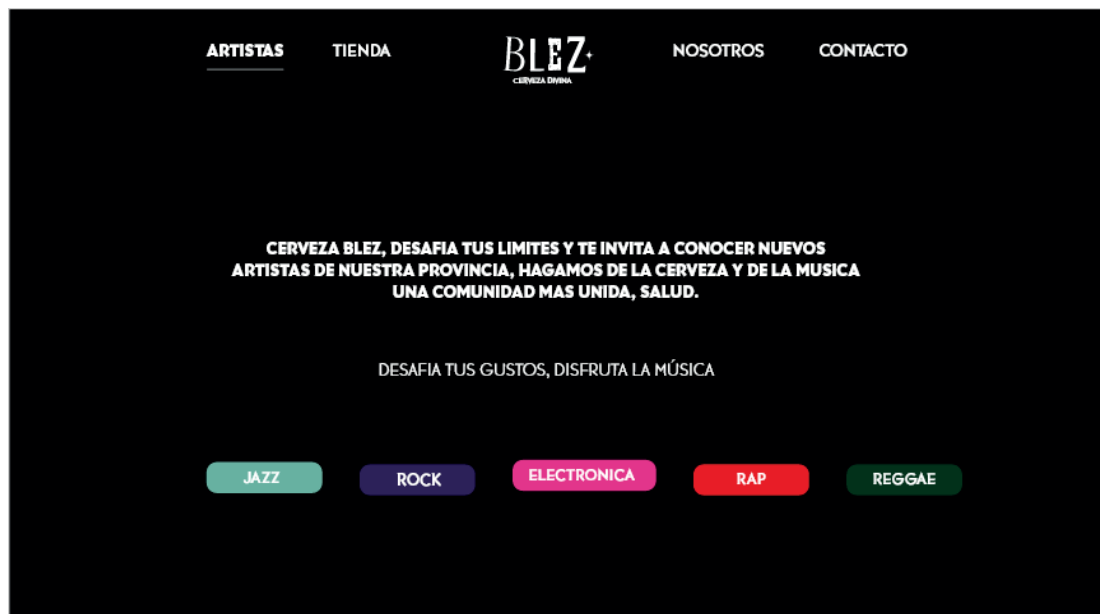 ARTISTAS TIENDA BLEZ NOSOTROS CONTACTO
CERVEZA DIVINA
CERVEZA BLEZ, DESAFIA TUS LIMITES Y TE INVITA A CONOCER NUEVOS
ARTISTAS DE NUESTRA PROVINCIA, HAGAMOS DE LA CERVEZA Y DE LA MUSICA
UNA COMUNIDAD MAS UNIDA, SALUD.
DESAFIA TUS GUSTOS, DISFRUTA LA MÚSICA
JAZZ ROCK ELECTRONICA RAP REGGAE